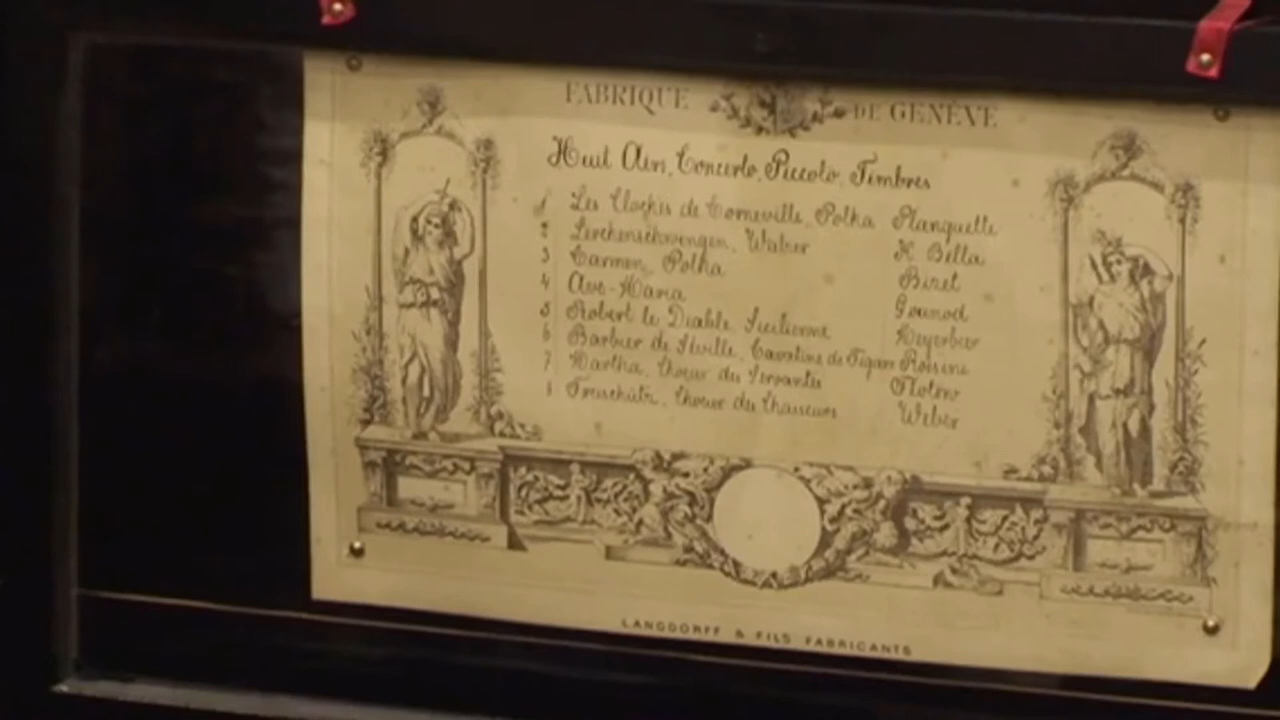 FABRIQUE DE GENÈVE
Huit Airs, Concerto, Piccolo, Timbres
1 Les Cloches de Corneville, Polka Planquette
2 Lerchenschwengen, Walzer H. Bella
3 Carmen, Polka Bizet
4 Ave-Maria Gounod
5 Robert le Diable, Sicilienne Meyerbeer
6 Barbier de Séville, Cavatine de Figaro Rossini
7 Martha, Choeur des Servantes Flotow
8 Freischütz, Choeur des Chasseurs Weber
LANGDORFF & FILS FABRICANTS